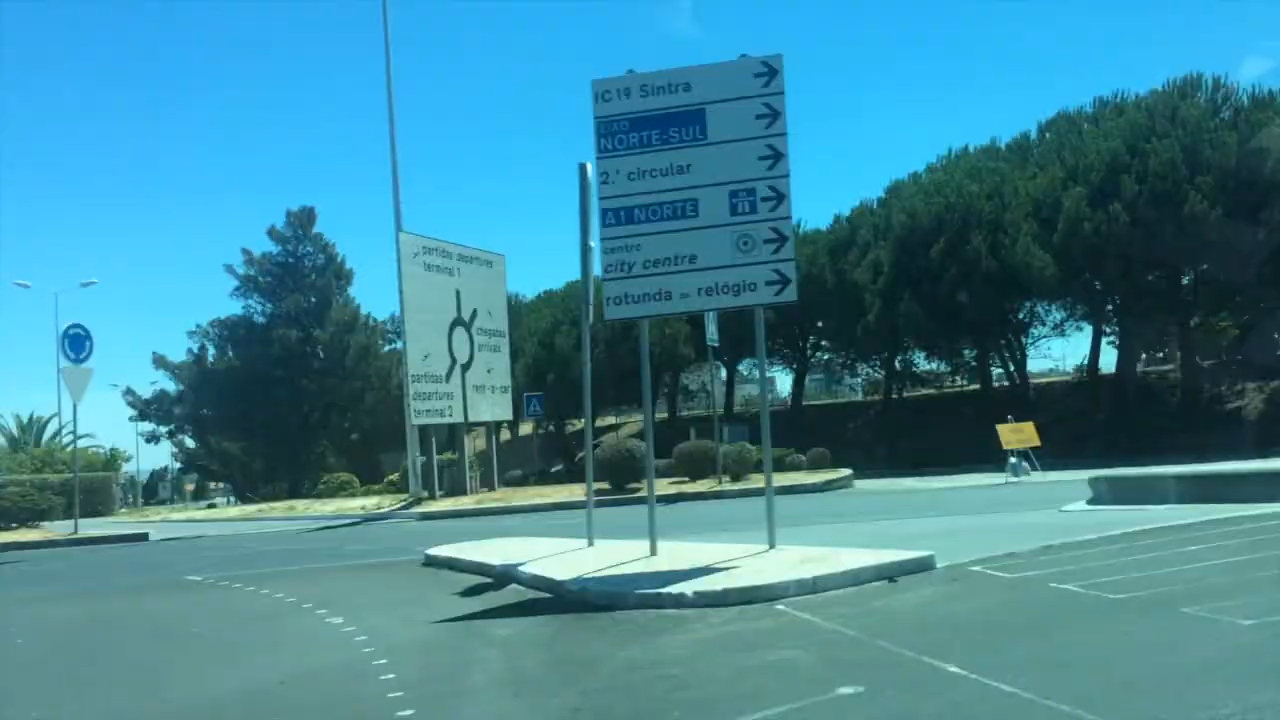 IC19 Sintra
EIXO
NORTE-SUL
2.ª circular
A1 NORTE
centro
city centre
rotunda do relógio
partidas departures
terminal 1
chegadas
arrivals
rent-a-car
partidas
departures
terminal 2